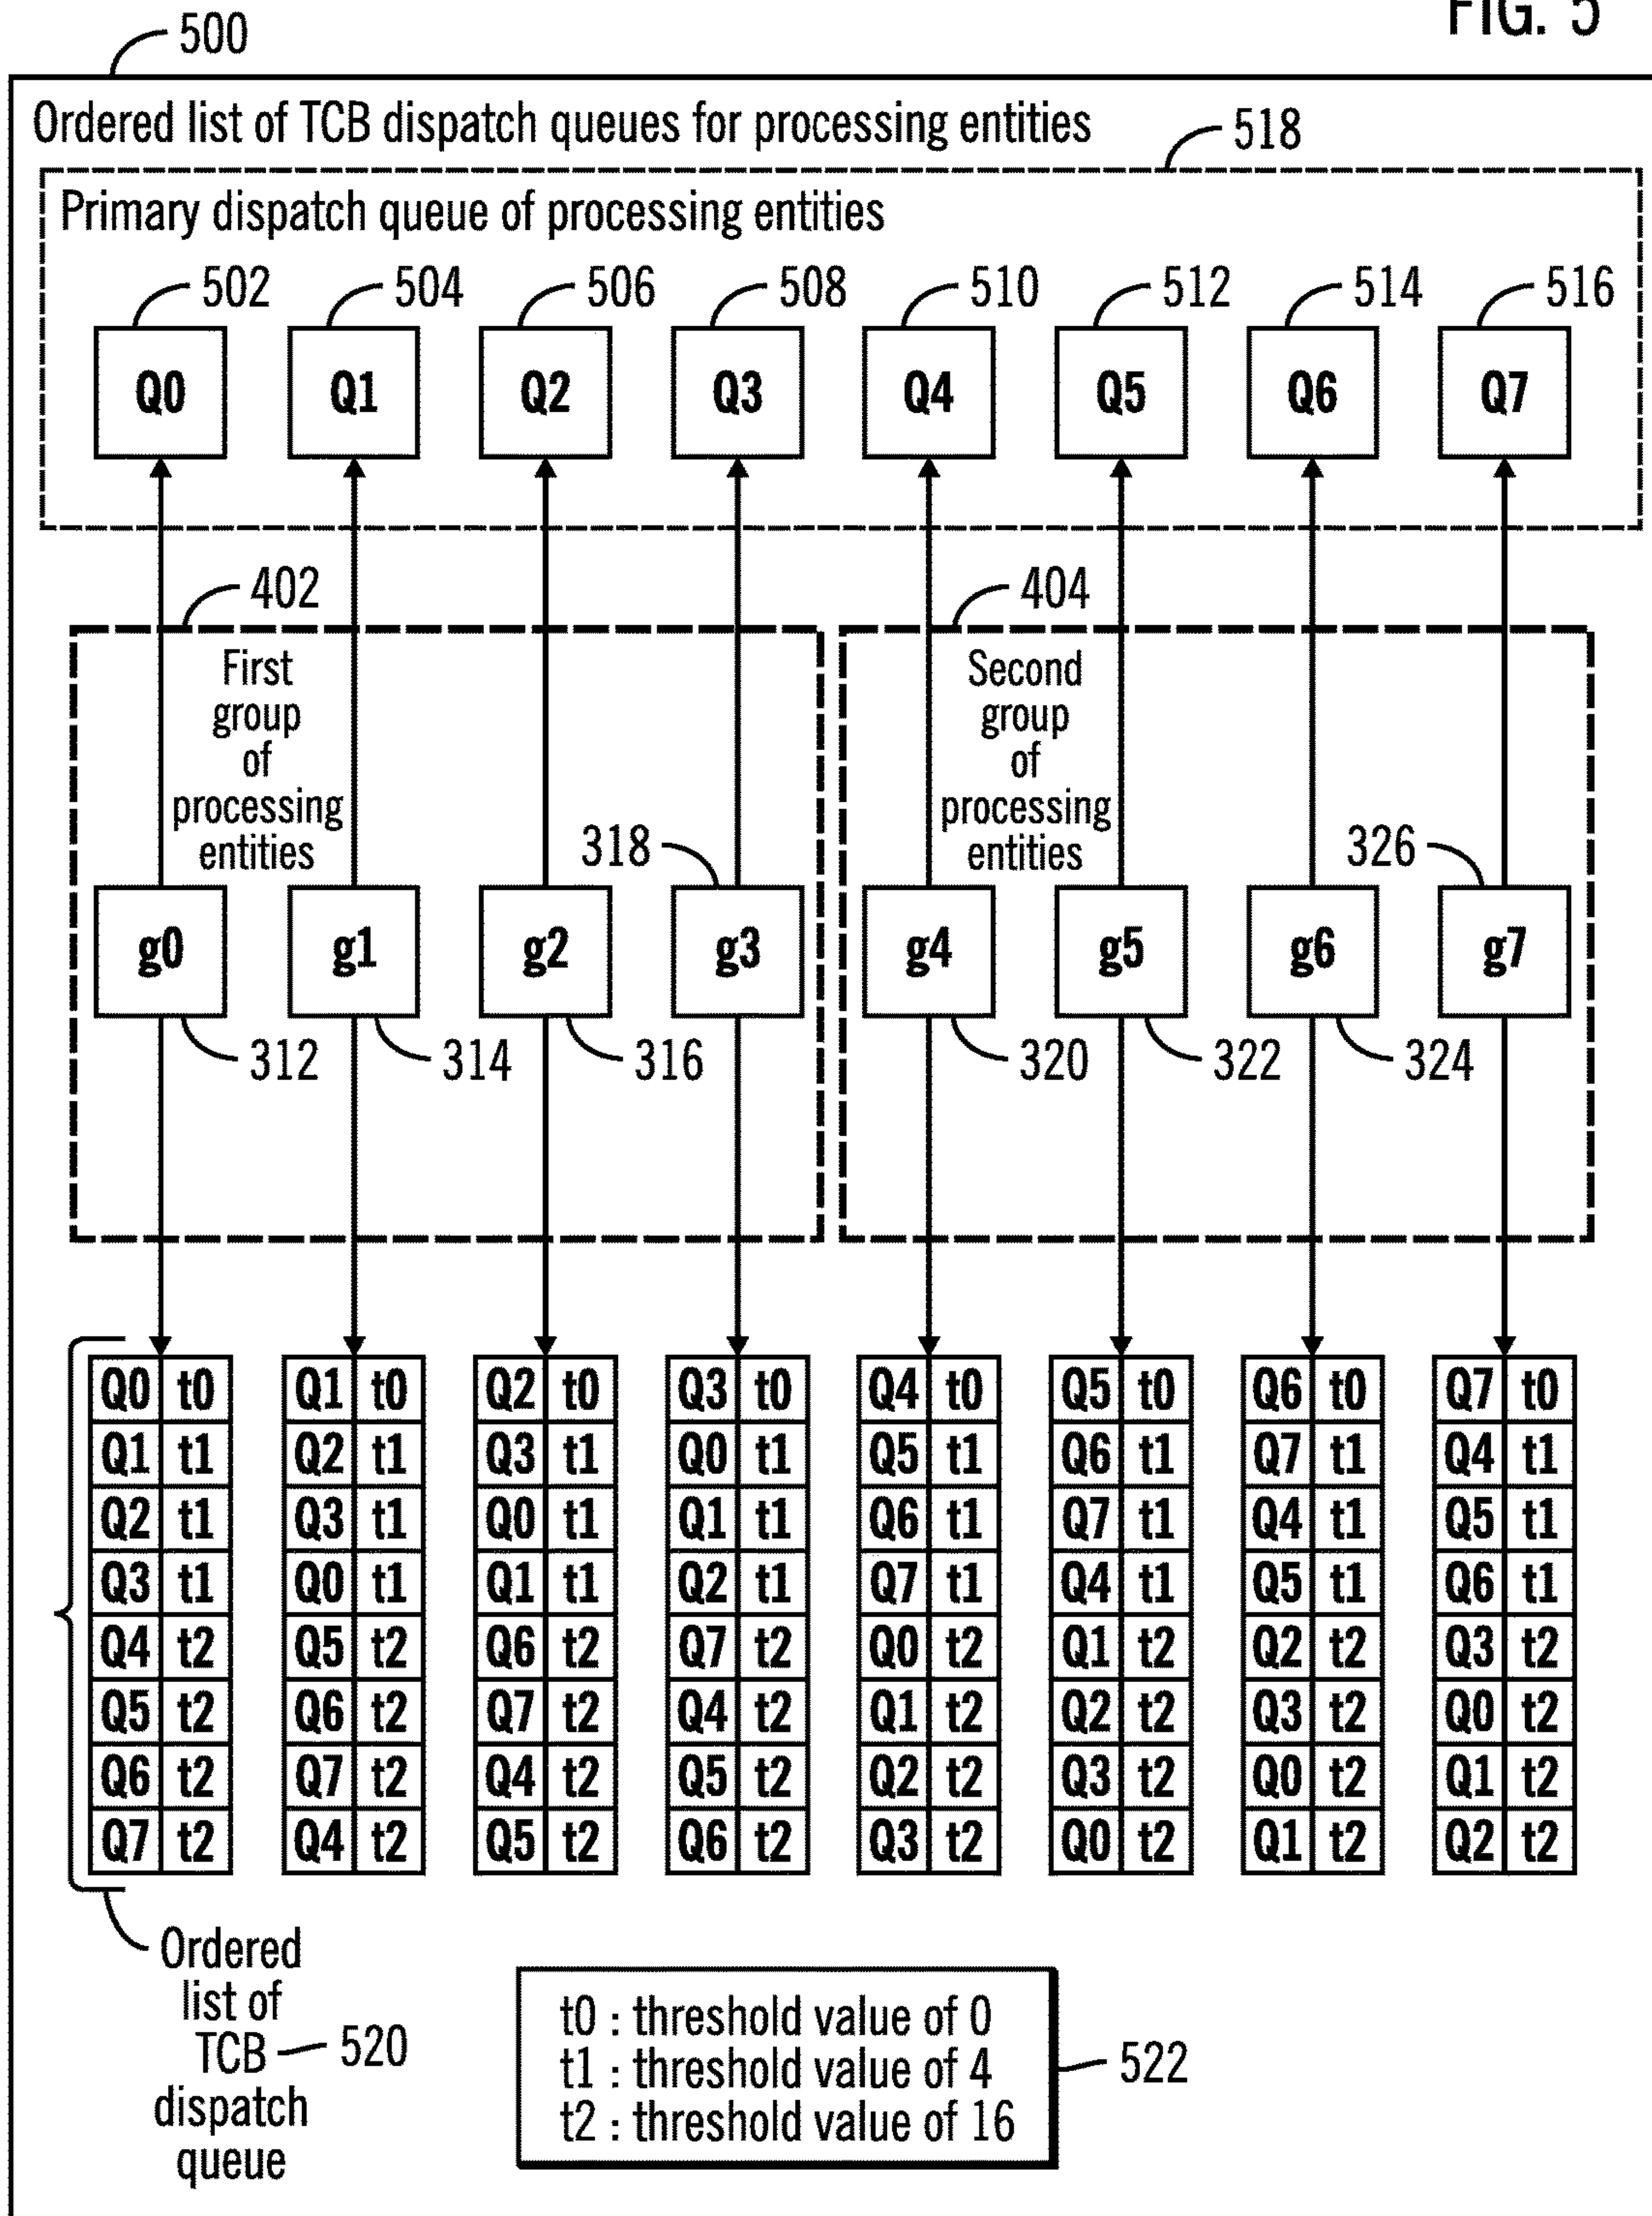 FIG. 5
500
Ordered list of TCB dispatch queues for processing entities
518
Primary dispatch queue of processing entities
502 504 506 508 510 512 514 516
Q0 Q1 Q2 Q3 Q4 Q5 Q6 Q7
402 404
First
group
of
processing
entities
Second
group
of
processing
entities
318 326
g0 g1 g2 g3 g4 g5 g6 g7
312 314 316 320 322 324
Q0 t0 Q1 t0 Q2 t0 Q3 t0 Q4 t0 Q5 t0 Q6 t0 Q7 t0
Q1 t1 Q2 t1 Q3 t1 Q0 t1 Q5 t1 Q6 t1 Q7 t1 Q4 t1
Q2 t1 Q3 t1 Q0 t1 Q1 t1 Q6 t1 Q7 t1 Q4 t1 Q5 t1
Q3 t1 Q0 t1 Q1 t1 Q2 t1 Q7 t1 Q4 t1 Q5 t1 Q6 t1
Q4 t2 Q5 t2 Q6 t2 Q7 t2 Q0 t2 Q1 t2 Q2 t2 Q3 t2
Q5 t2 Q6 t2 Q7 t2 Q4 t2 Q1 t2 Q2 t2 Q3 t2 Q0 t2
Q6 t2 Q7 t2 Q4 t2 Q5 t2 Q2 t2 Q3 t2 Q0 t2 Q1 t2
Q7 t2 Q4 t2 Q5 t2 Q6 t2 Q3 t2 Q0 t2 Q1 t2 Q2 t2
Ordered
list of
TCB 520
dispatch
queue
t0 : threshold value of 0
t1 : threshold value of 4
t2 : threshold value of 16
522